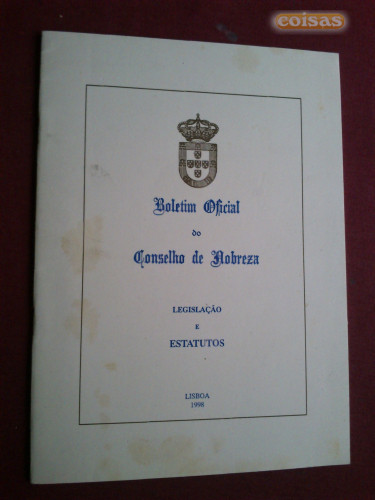 coisas
Boletim Oficial
do
Conselho de Nobreza
LEGISLAÇÃO
E
ESTATUTOS
LISBOA
1998